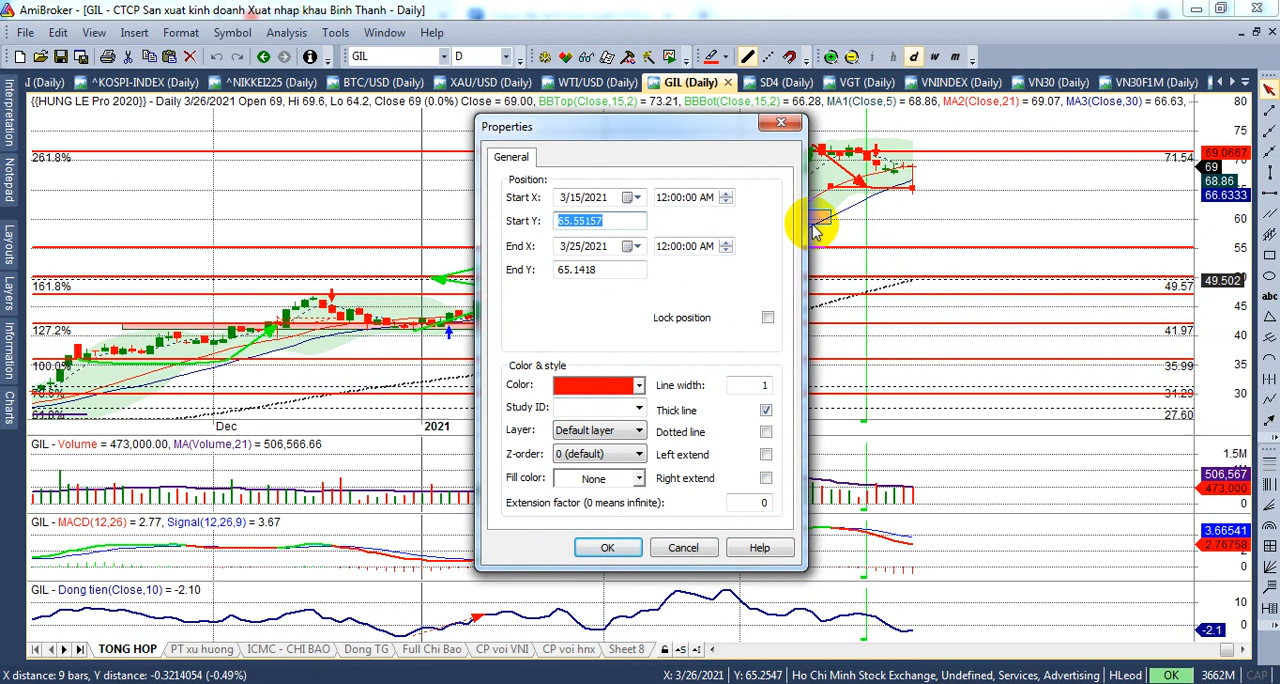 AmiBroker - [GIL - CTCP San xuat kinh doanh Xuat nhap khau Binh Thanh - Daily]
File Edit View Insert Format Symbol Analysis Tools Window Help
GIL D i d w m
I (Daily) ^KOSPI-INDEX (Daily) ^NIKKEI225 (Daily) BTC/USD (Daily) XAU/USD (Daily) WTI/USD (Daily) GIL (Daily) SD4 (Daily) VGT (Daily) VNINDEX (Daily) VN30 (Daily) VN30F1M (Daily)
{{HUNG LE Pro 2020}} - Daily 3/26/2021 Open 69, Hi 69.6, Lo 64.2, Close 69 (0.0%) Close = 69.00, BBTop(Close,15,2) = 73.21, BBBot(Close,15,2) = 66.28, MA1(Close,5) = 68.86, MA2(Close,21) = 69.07, MA3(Close,30) = 66.63,
Interpretation
Notepad
Layouts
Layers
Information
Charts
261.8%
161.8%
127.2%
100.0%
78.6%
61.8%
Dec
2021
80
75
71.54
69.0667
69
68.86
66.6333
60
55
49.502
49.57
45
41.97
40
35.99
35
31.29
30
27.60
Properties
General
Position:
Start X: 3/15/2021 12:00:00 AM
Start Y: 65.55157
End X: 3/25/2021 12:00:00 AM
End Y: 65.1418
Lock position
Color & style
Color: Line width: 1
Study ID: Thick line
Layer: Default layer Dotted line
Z-order: 0 (default) Left extend
Fill color: None Right extend
Extension factor (0 means infinite): 0
OK Cancel Help
abc
GIL - Volume = 473,000.00, MA(Volume,21) = 506,566.66
1.5M
506,567
473,000
0
GIL - MACD(12,26) = 2.77, Signal(12,26,9) = 3.67
3.66541
2.76758
0
GIL - Dong tien(Close,10) = -2.10
10
0
-2.1
TONG HOP PT xu huong ICMC - CHI BAO Dong TG Full Chi Bao CP voi VNI CP voi hnx Sheet 8
X distance: 9 bars, Y distance: -0.3214054 (-0.49%) X: 3/26/2021 Y: 65.2547 Ho Chi Minh Stock Exchange, Undefined, Services, Advertising HLeod OK 3662M CAP